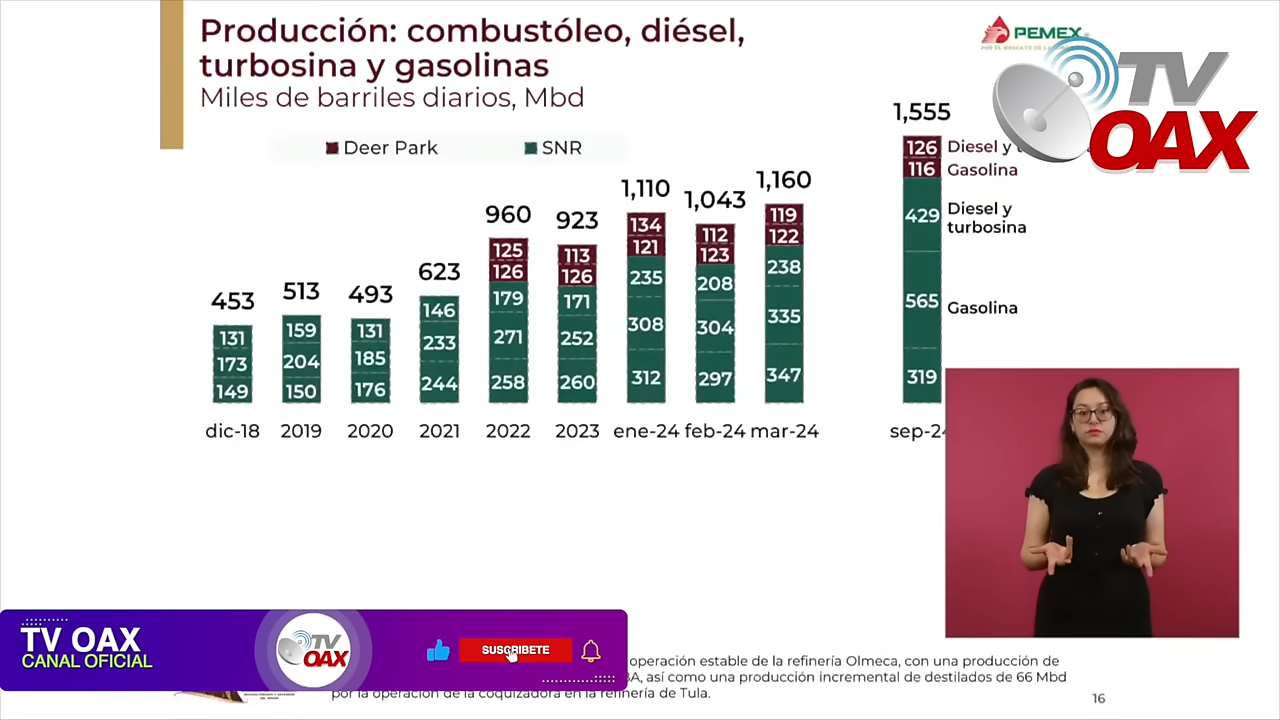 Producción: combustóleo, diésel,
turbosina y gasolinas
Miles de barriles diarios, Mbd
PEMEX
TV
OAX
Deer Park
SNR
453
131
173
149
dic-18
513
159
204
150
2019
493
131
185
176
2020
623
146
233
244
2021
960
125
126
179
271
258
2022
923
113
126
171
252
260
2023
1,110
134
121
235
308
312
ene-24
1,043
112
123
208
304
297
feb-24
1,160
119
122
238
335
347
mar-24
1,555
126
116
429
565
319
sep-24
Diesel y
Gasolina
Diesel y
turbosina
Gasolina
TV OAX
CANAL OFICIAL
TV
OAX
SUSCRIBETE
operación estable de la refinería Olmeca, con una producción de
así como una producción incremental de destilados de 66 Mbd
por la operación de la coquizadora en la refinería de Tula.
16